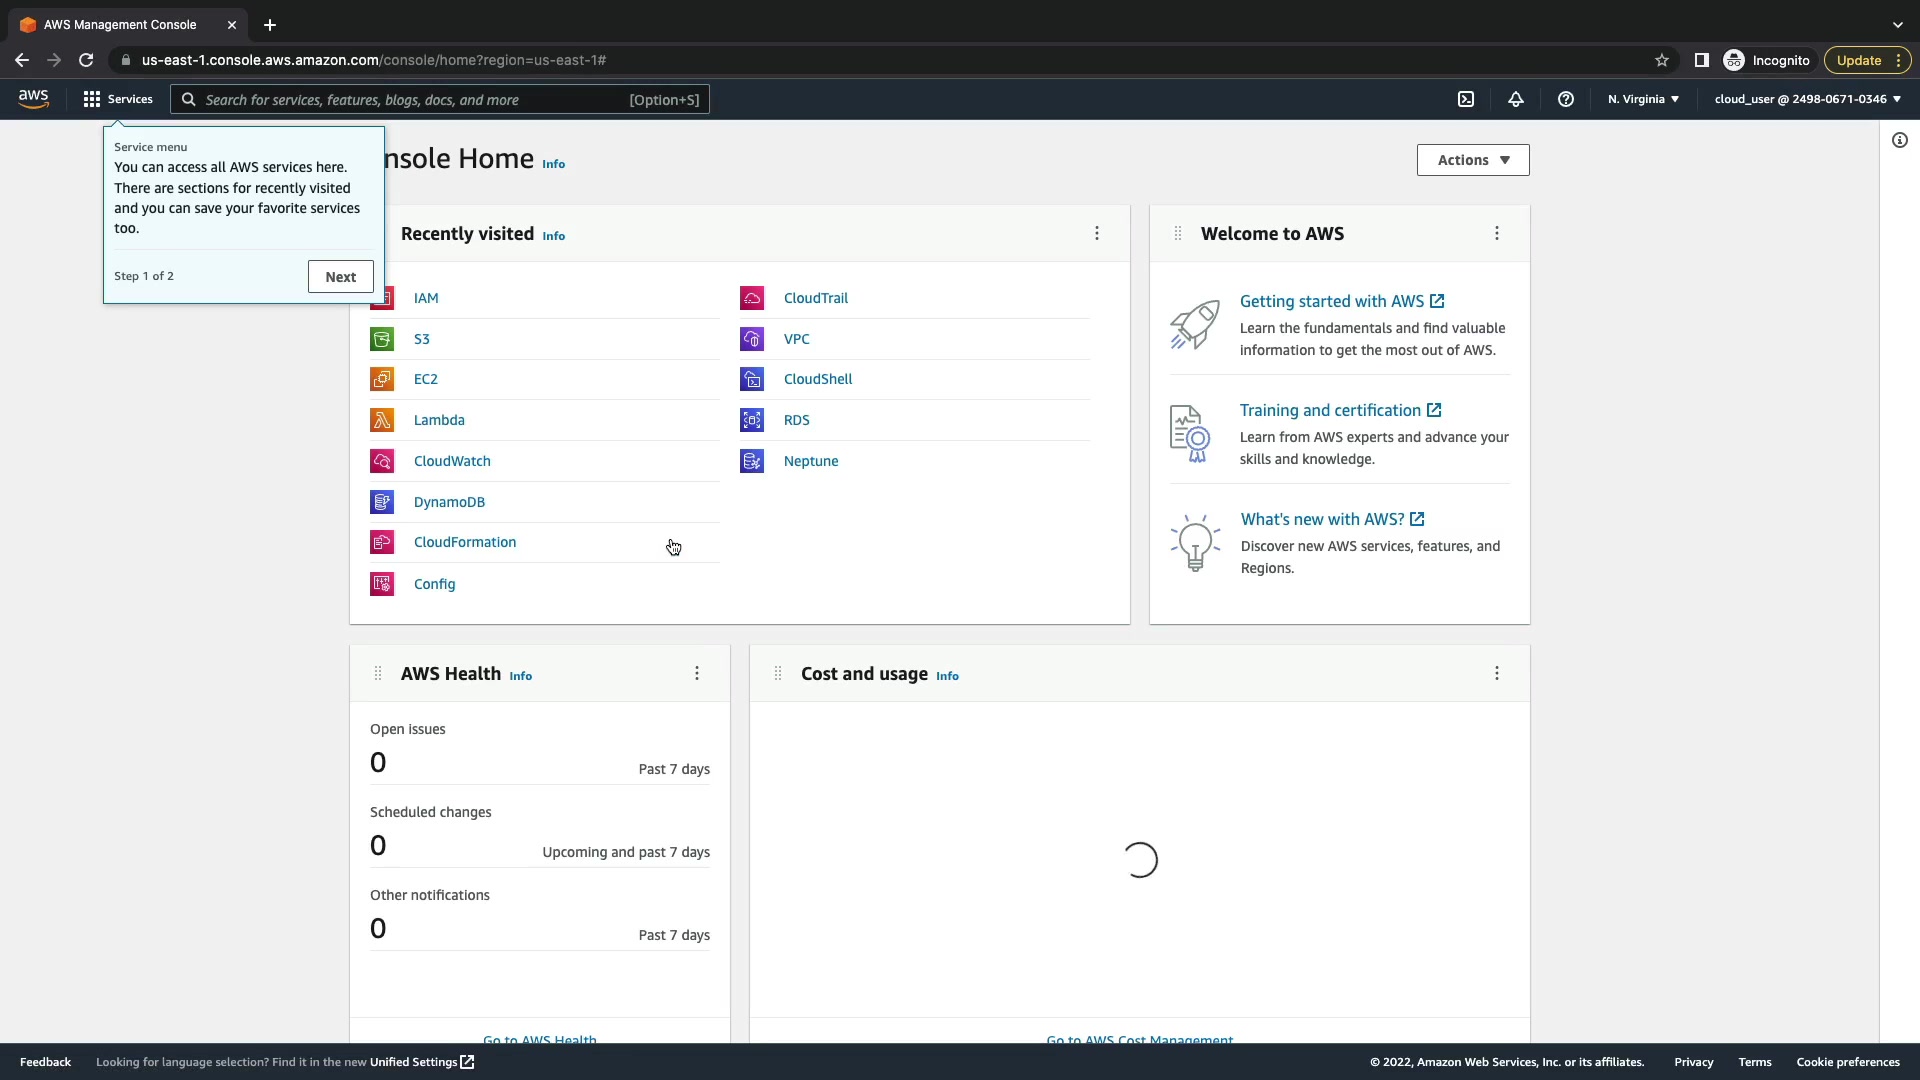 AWS Management Console
us-east-1.console.aws.amazon.com/console/home?region=us-east-1#
Incognito
Update
aws
Services
Search for services, features, blogs, docs, and more
[Option+S]
N. Virginia
cloud_user @ 2498-0671-0346
Service menu
You can access all AWS services here.
There are sections for recently visited
and you can save your favorite services
too.
Step 1 of 2
Next
nsole Home Info
Actions
Recently visited Info
IAM
S3
EC2
Lambda
CloudWatch
DynamoDB
CloudFormation
Config
CloudTrail
VPC
CloudShell
RDS
Neptune
Welcome to AWS
Getting started with AWS
Learn the fundamentals and find valuable
information to get the most out of AWS.
Training and certification
Learn from AWS experts and advance your
skills and knowledge.
What's new with AWS?
Discover new AWS services, features, and
Regions.
AWS Health Info
Open issues
0
Past 7 days
Scheduled changes
0
Upcoming and past 7 days
Other notifications
0
Past 7 days
Go to AWS Health
Cost and usage Info
Go to AWS Cost Management
Feedback
Looking for language selection? Find it in the new Unified Settings
© 2022, Amazon Web Services, Inc. or its affiliates.
Privacy
Terms
Cookie preferences